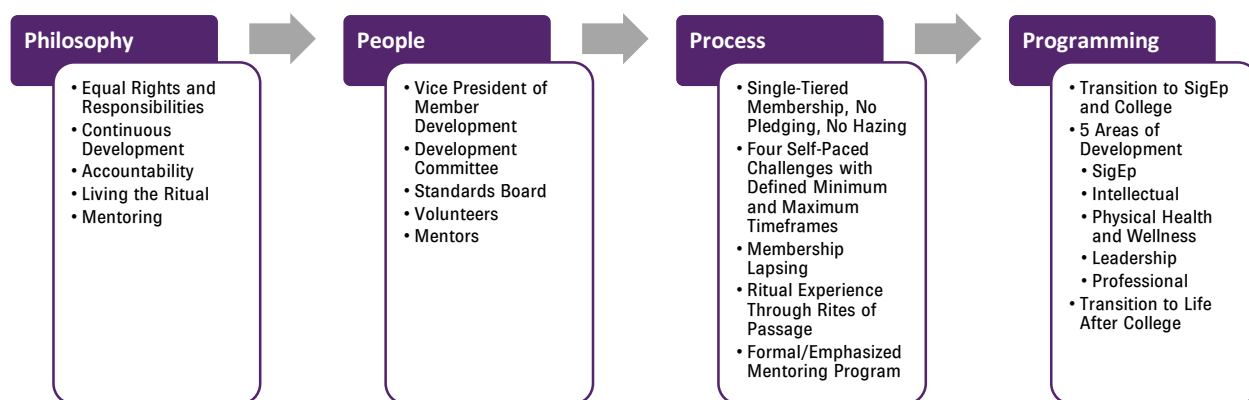 Philosophy
• Equal Rights and
Responsibilities
• Continuous
Development
• Accountability
• Living the Ritual
• Mentoring
People
• Vice President of
Member
Development
• Development
Committee
• Standards Board
• Volunteers
• Mentors
Process
• Single-Tiered
Membership, No
Pledging, No Hazing
• Four Self-Paced
Challenges with
Defined Minimum
and Maximum
Timeframes
• Membership
Lapsing
• Ritual Experience
Through Rites of
Passage
• Formal/Emphasized
Mentoring Program
Programming
• Transition to SigEp
and College
• 5 Areas of
Development
• SigEp
• Intellectual
• Physical Health
and Wellness
• Leadership
• Professional
• Transition to Life
After College